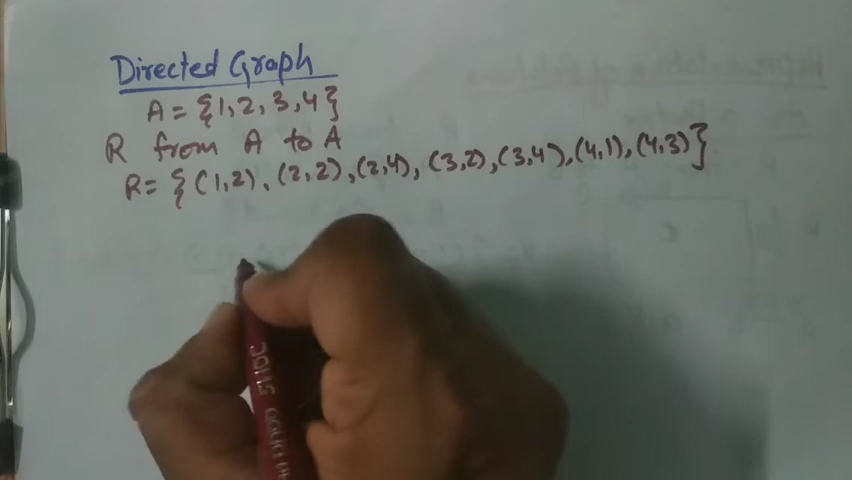 Directed Graph
A = {1, 2, 3, 4}
R from A to A
R = {(1,2), (2,2), (2,4), (3,2), (3,4), (4,1), (4,3)}